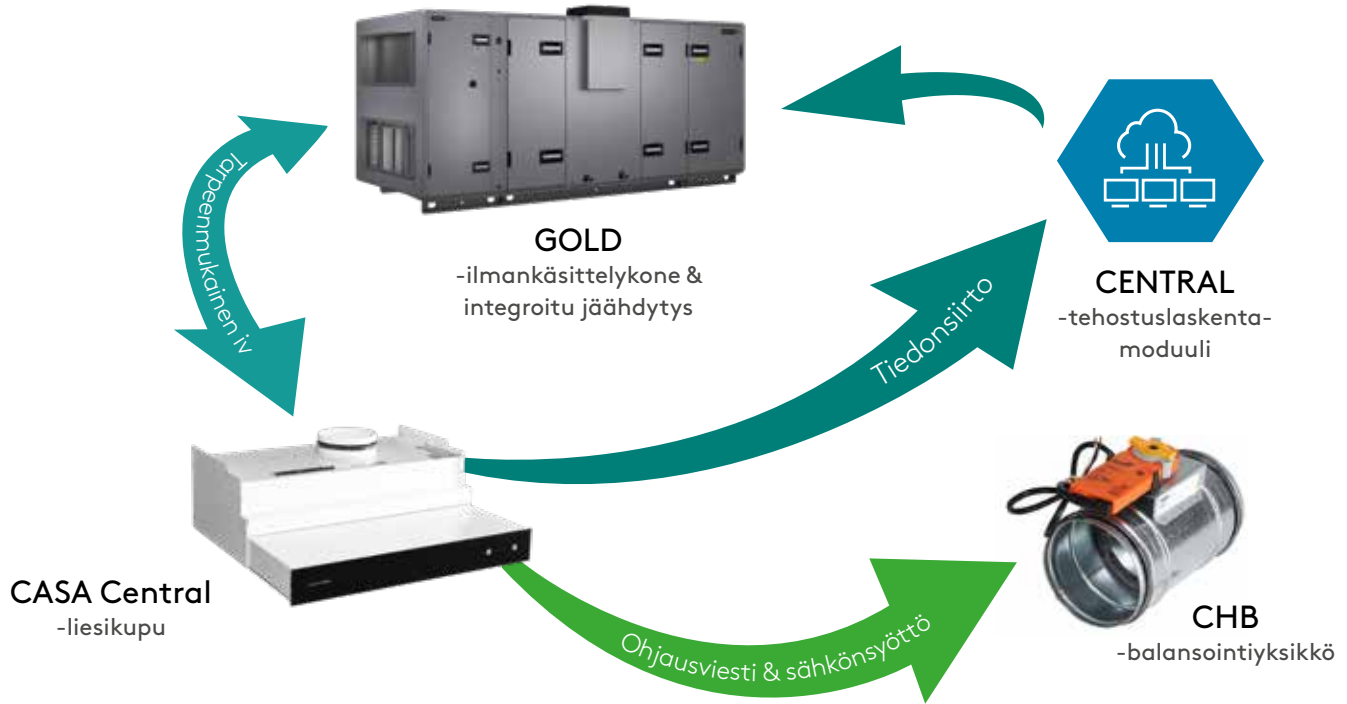 GOLD
-ilmankäsittelykone &
integroitu jäähdytys
CENTRAL
-tehostuslaskenta-
moduuli
Tarpeenmukainen iv
Tiedonsiirto
CASA Central
-liesikupu
Ohjausviesti & sähkönsyöttö
CHB
-balansointiyksikkö